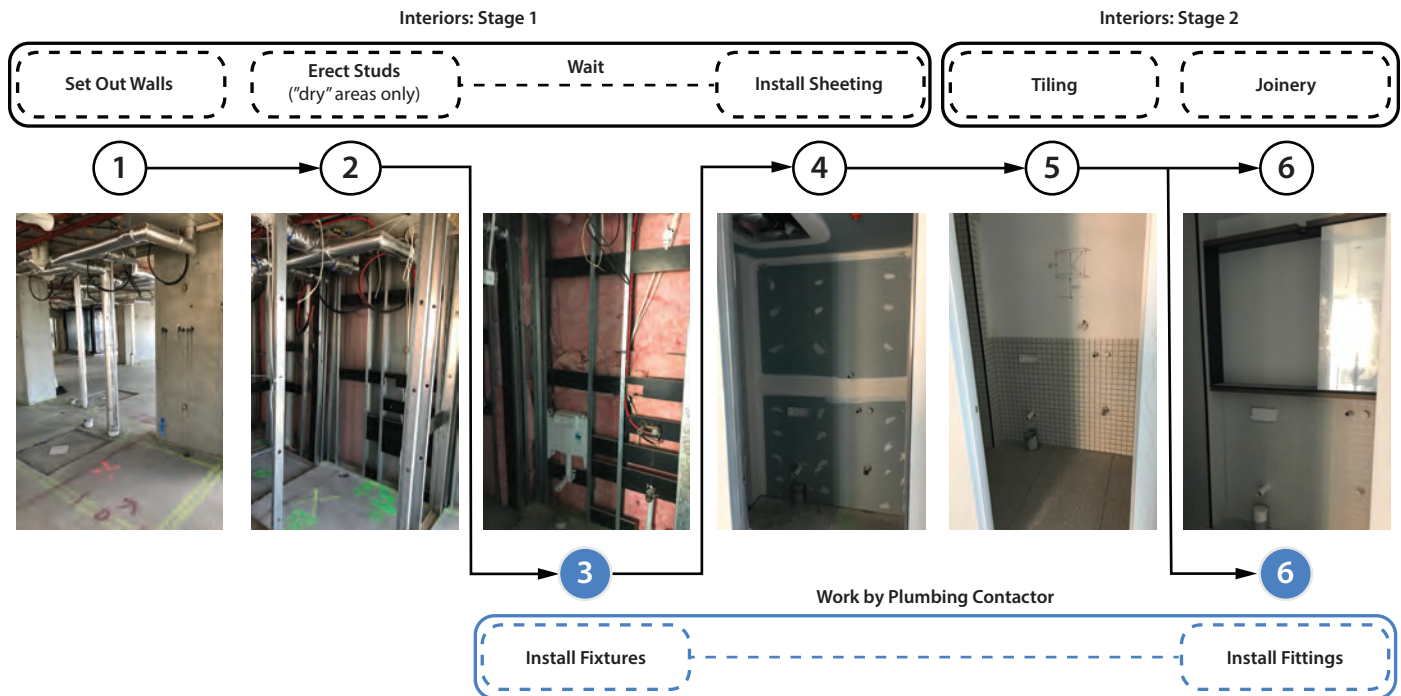 Interiors: Stage 1
Interiors: Stage 2
Set Out Walls
Erect Studs
("dry" areas only)
Wait
Install Sheeting
Tiling
Joinery
1
2
4
5
6
3
6
Work by Plumbing Contactor
Install Fixtures
Install Fittings